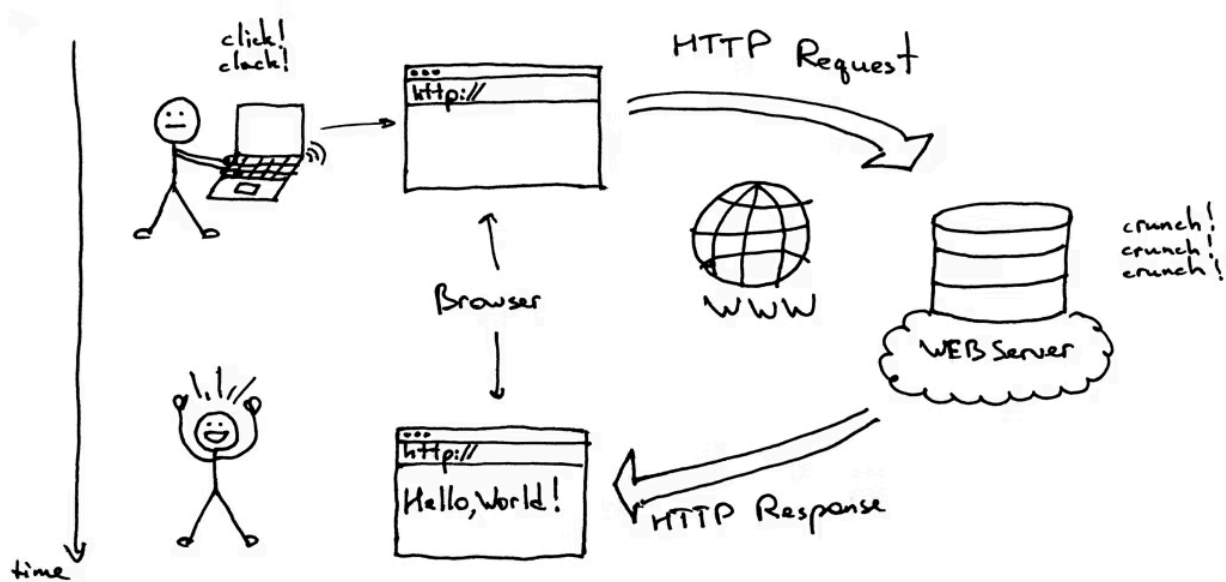 click!
clack!
http://
HTTP Request
crunch!
crunch!
crunch!
Browser
WWW
WEB Server
http://
Hello, World!
HTTP Response
time